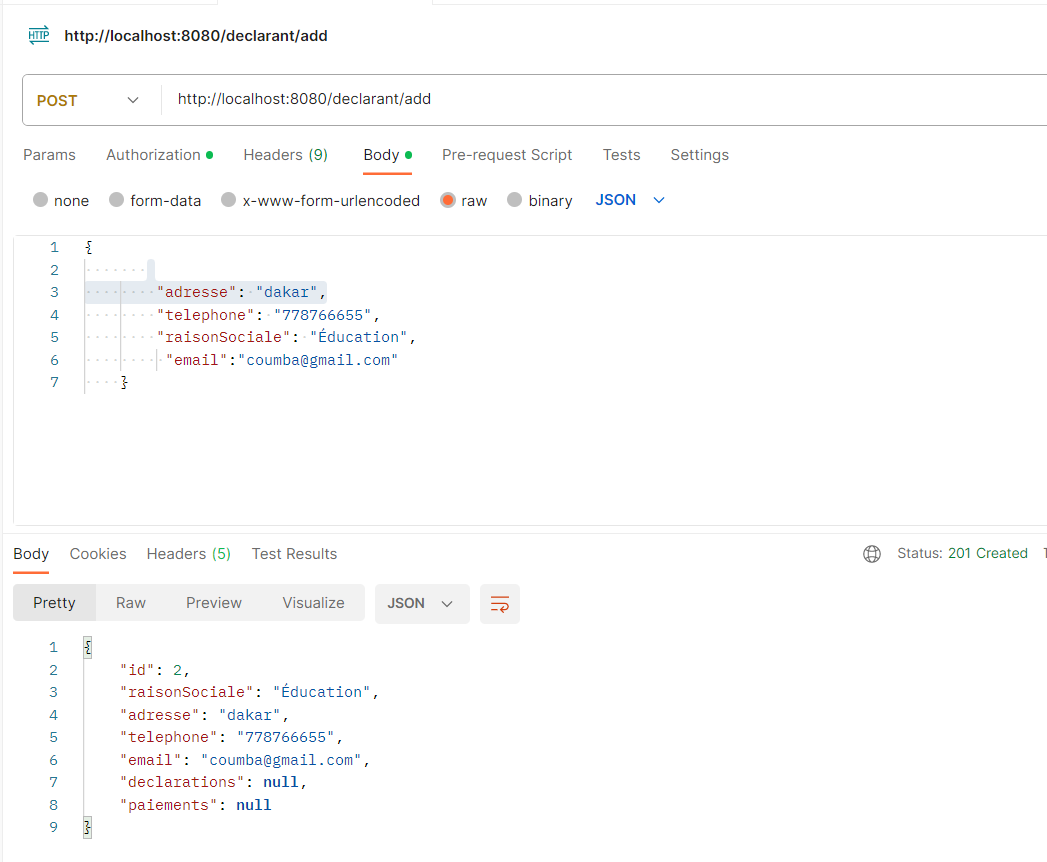 HTTP http://localhost:8080/declarant/add
POST http://localhost:8080/declarant/add
Params Authorization Headers (9) Body Pre-request Script Tests Settings
none form-data x-www-form-urlencoded raw binary JSON
1 {
2
3 "adresse": "dakar",
4 "telephone": "778766655",
5 "raisonSociale": "Éducation",
6 "email":"coumba@gmail.com"
7 }
Body Cookies Headers (5) Test Results Status: 201 Created
Pretty Raw Preview Visualize JSON
1 {
2 "id": 2,
3 "raisonSociale": "Éducation",
4 "adresse": "dakar",
5 "telephone": "778766655",
6 "email": "coumba@gmail.com",
7 "declarations": null,
8 "paiements": null
9 }